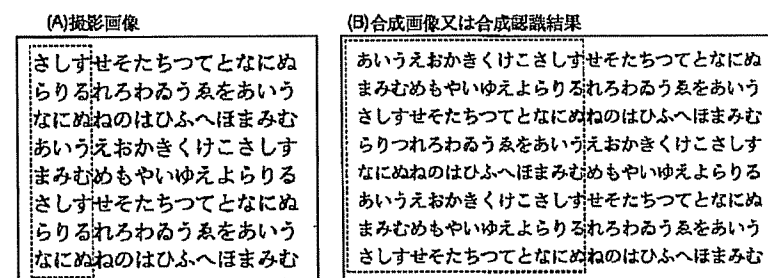 (A)撮影画像
さしすせそたちつてとなにぬ
らりるれろわゐうゑをあいう
なにぬねのはひふへほまみむ
あいうえおかきくけこさしす
まみむめもやいゆえよらりる
さしすせそたちつてとなにぬ
らりるれろわゐうゑをあいう
なにぬねのはひふへほまみむ
(B)合成画像又は合成認識結果
あいうえおかきくけこさしすせそたちつてとなにぬ
まみむめもやいゆえよらりるれろわゐうゑをあいう
さしすせそたちつてとなにぬねのはひふへほまみむ
らりつれろわゐうゑをあいうえおかきくけこさしす
なにぬねのはひふへほまみむめもやいゆえよらりる
あいうえおかきくけこさしすせそたちつてとなにぬ
まみむめもやいゆえよらりるれろわゐうゑをあいう
さしすせそたちつてとなにぬねのはひふへほまみむ